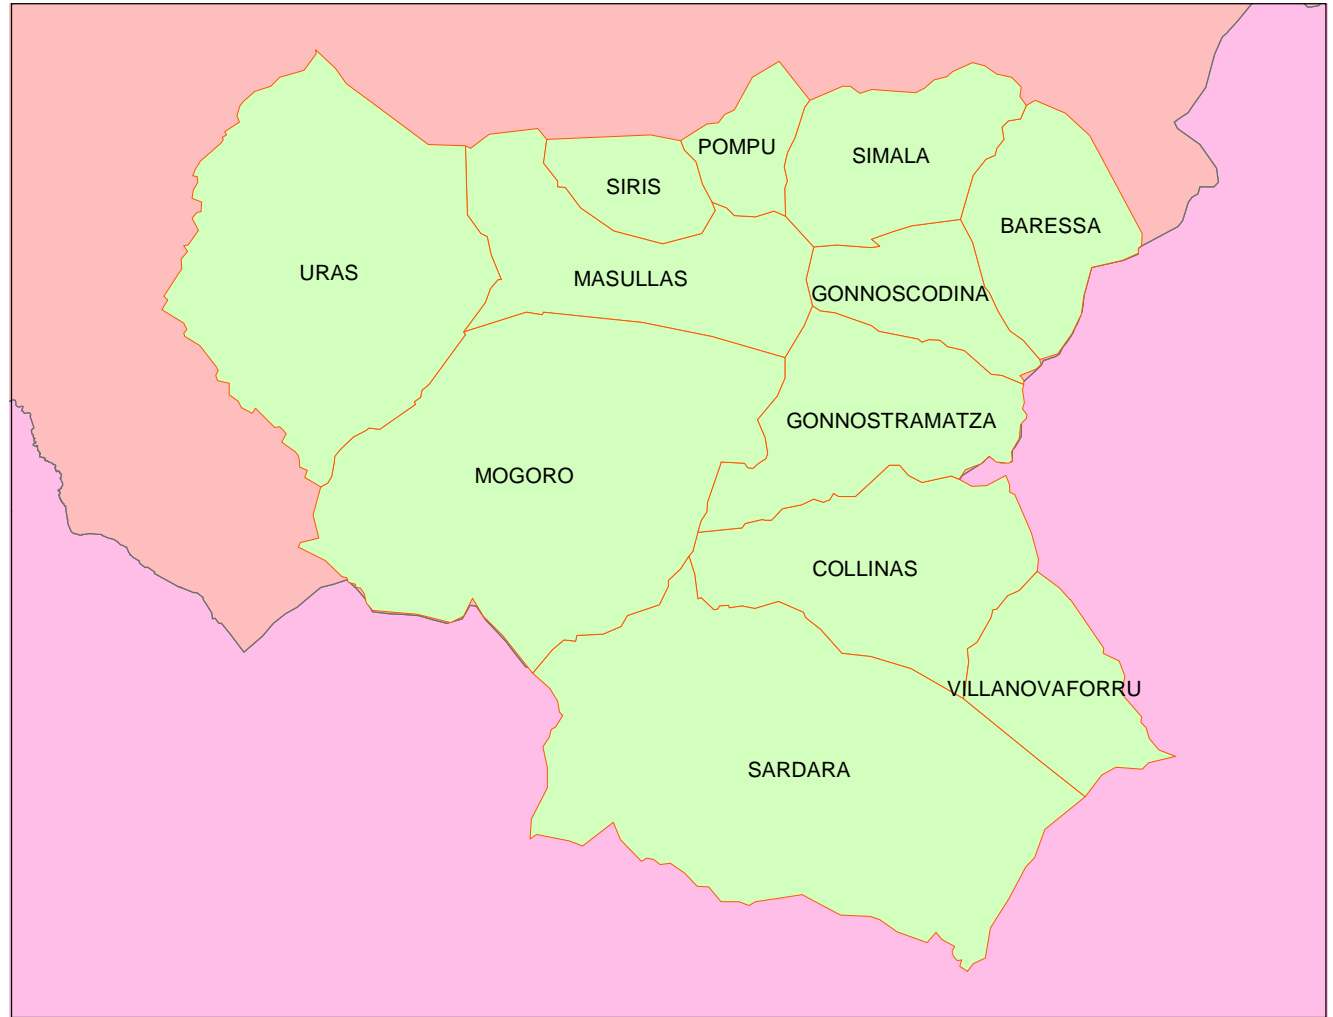 POMPU
SIMALA
SIRIS
BARESSA
URAS
MASULLAS
GONNOSCODINA
GONNOSTRAMATZA
MOGORO
COLLINAS
VILLANOVAFORRU
SARDARA